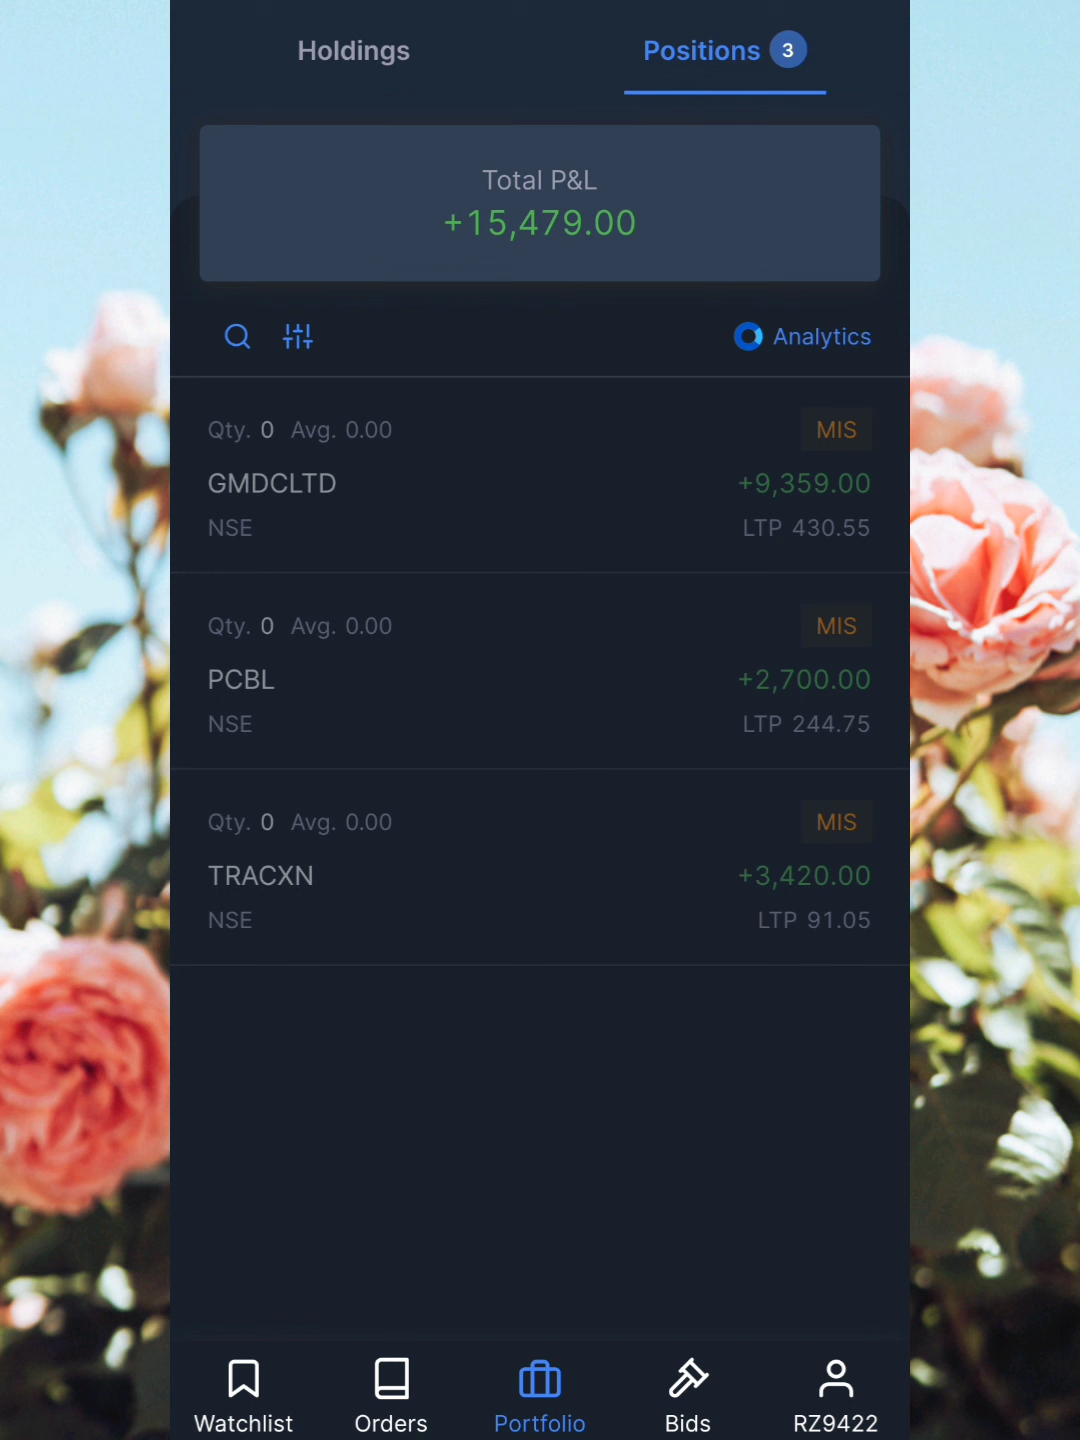 Holdings Positions 3
Total P&L
+15,479.00
Analytics
Qty. 0 Avg. 0.00 MIS
GMDCLTD +9,359.00
NSE LTP 430.55
Qty. 0 Avg. 0.00 MIS
PCBL +2,700.00
NSE LTP 244.75
Qty. 0 Avg. 0.00 MIS
TRACXN +3,420.00
NSE LTP 91.05
Watchlist Orders Portfolio Bids RZ9422